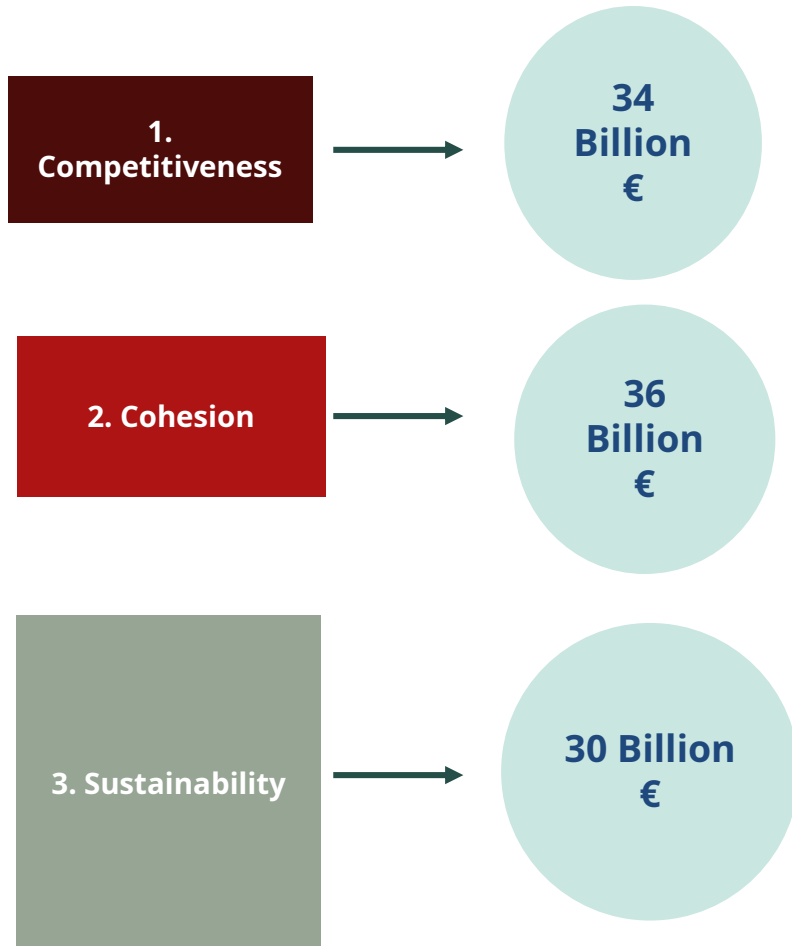 1.
Competitiveness
34
Billion
€
2. Cohesion
36
Billion
€
3. Sustainability
30 Billion
€